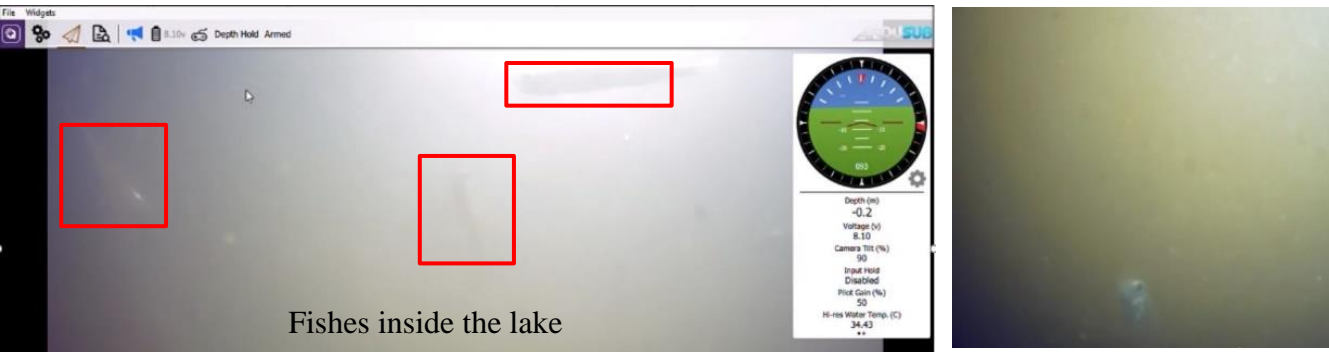 File Widgets
8.10v Depth Hold Armed
SUB
093
Depth (m)
-0.2
Voltage (v)
8.10
Camera Tilt (%)
90
Input Hold
Disabled
Pilot Gain (%)
50
Hi-res Water Temp. (C)
34.43
Fishes inside the lake